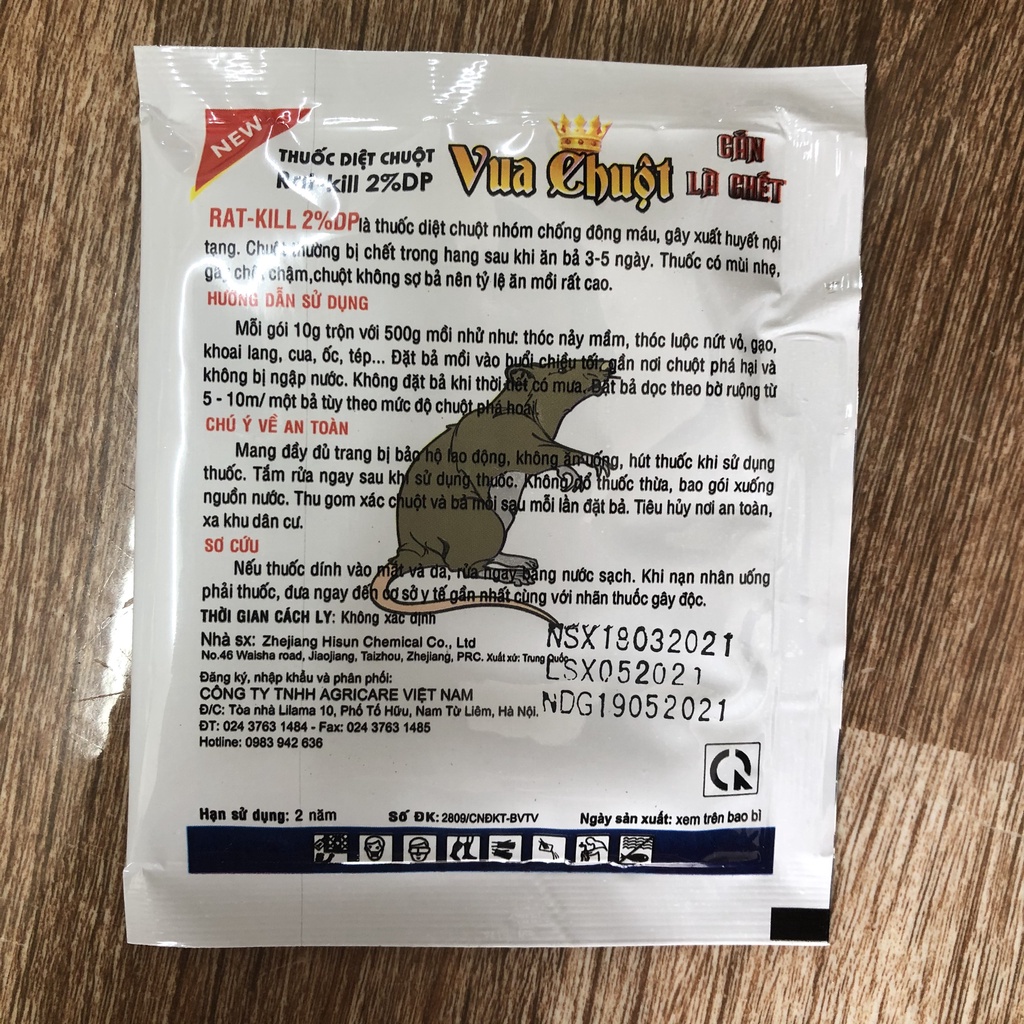 NEW
THUỐC DIỆT CHUỘT
Rat-kill 2%DP
Vua Chuột
CẮN
LÀ CHẾT
RAT-KILL 2%DP là thuốc diệt chuột nhóm chống đông máu, gây xuất huyết nội
tạng. Chuột thường bị chết trong hang sau khi ăn bả 3-5 ngày. Thuốc có mùi nhẹ,
gây chết chậm,chuột không sợ bả nên tỷ lệ ăn mồi rất cao.
HƯỚNG DẪN SỬ DỤNG
Mỗi gói 10g trộn với 500g mồi nhử như: thóc nảy mầm, thóc luộc nứt vỏ, gạo,
khoai lang, cua, ốc, tép... Đặt bả mồi vào buổi chiều tối, gần nơi chuột phá hại và
không bị ngập nước. Không đặt bả khi thời tiết có mưa. Đặt bả dọc theo bờ ruộng từ
5 - 10m/ một bả tùy theo mức độ chuột phá hoại.
CHÚ Ý VỀ AN TOÀN
Mang đầy đủ trang bị bảo hộ lao động, không ăn uống, hút thuốc khi sử dụng
thuốc. Tắm rửa ngay sau khi sử dụng thuốc. Không đổ thuốc thừa, bao gói xuống
nguồn nước. Thu gom xác chuột và bả mồi sau mỗi lần đặt bả. Tiêu hủy nơi an toàn,
xa khu dân cư.
SƠ CỨU
Nếu thuốc dính vào mắt và da, rửa ngay bằng nước sạch. Khi nạn nhân uống
phải thuốc, đưa ngay đến cơ sở y tế gần nhất cùng với nhãn thuốc gây độc.
THỜI GIAN CÁCH LY: Không xác định
Nhà sx: Zhejiang Hisun Chemical Co., Ltd
No.46 Waisha road, Jiaojiang, Taizhou, Zhejiang, PRC. Xuất xứ: Trung Quốc
Đăng ký, nhập khẩu và phân phối:
CÔNG TY TNHH AGRICARE VIỆT NAM
Đ/C: Tòa nhà Lilama 10, Phố Tố Hữu, Nam Từ Liêm, Hà Nội.
ĐT: 024 3763 1484 - Fax: 024 3763 1485
Hotline: 0983 942 636
NSX18032021
LSX052021
NDG19052021
Hạn sử dụng: 2 năm
Số ĐK: 2809/CNĐKT-BVTV
Ngày sản xuất: xem trên bao bì